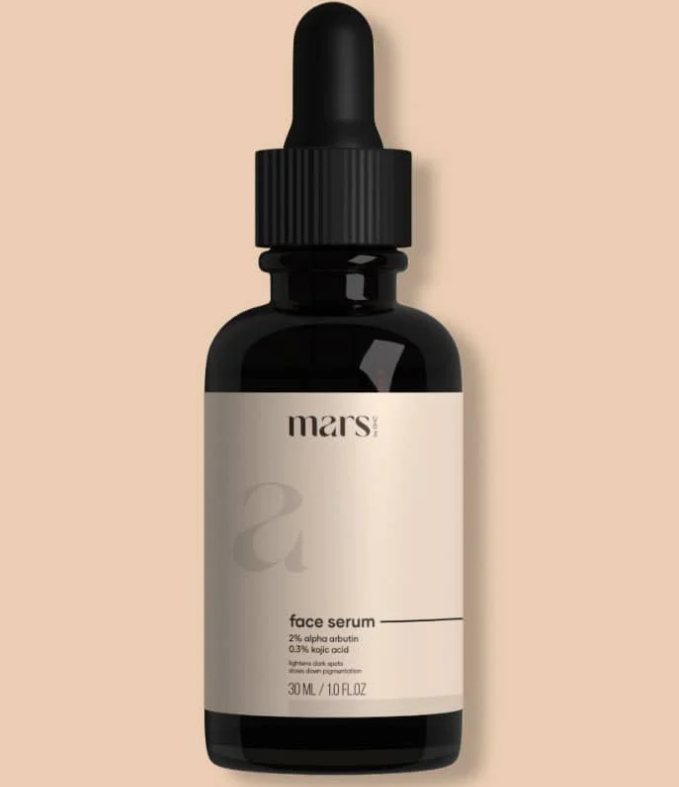 mars
a
face serum
2% alpha arbutin
0.3% kojic acid
lightens dark spots
slows down pigmentation
30 ML / 1.0 FL.OZ